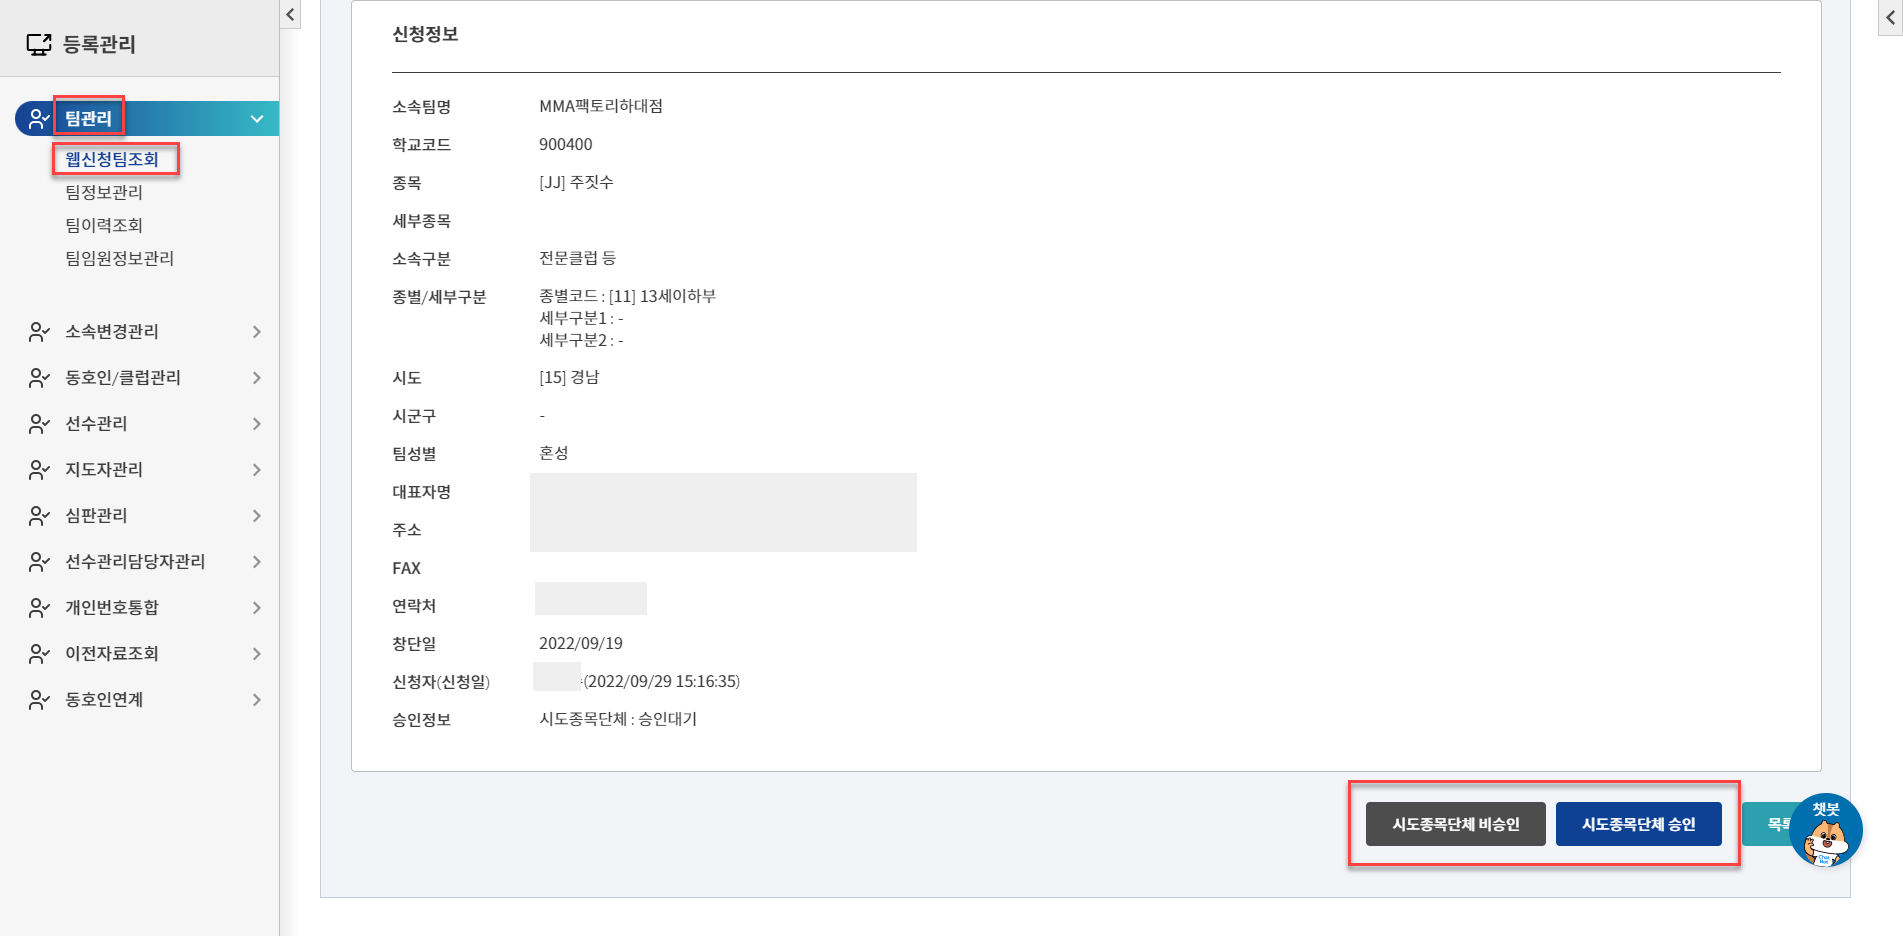 등록관리
팀관리
웹신청팀조회
팀정보관리
팀이력조회
팀임원정보관리
소속변경관리
동호인/클럽관리
선수관리
지도자관리
심판관리
선수관리담당자관리
개인번호통합
이전자료조회
동호인연계
신청정보
소속팀명 MMA팩토리하대점
학교코드 900400
종목 [JJ] 주짓수
세부종목
소속구분 전문클럽 등
종별/세부구분 종별코드 : [11] 13세이하부
세부구분1 : -
세부구분2 : -
시도 [15] 경남
시군구 -
팀성별 혼성
대표자명
주소
FAX
연락처
창단일 2022/09/19
신청자(신청일) (2022/09/29 15:16:35)
승인정보 시도종목단체 : 승인대기
시도종목단체 비승인 시도종목단체 승인
챗봇
Chat Bot